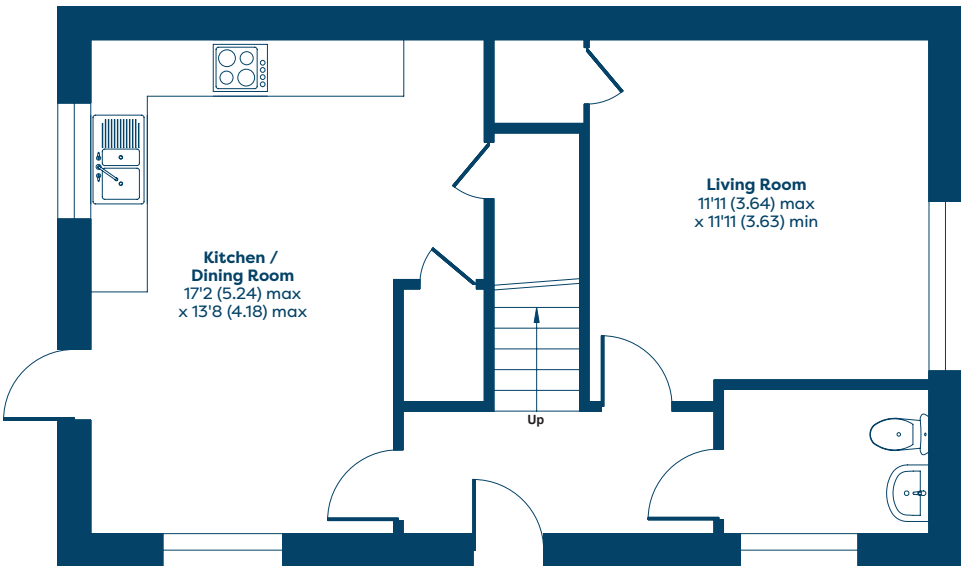 Living Room
11'11 (3.64) max
x 11'11 (3.63) min
Kitchen /
Dining Room
17'2 (5.24) max
x 13'8 (4.18) max
Up